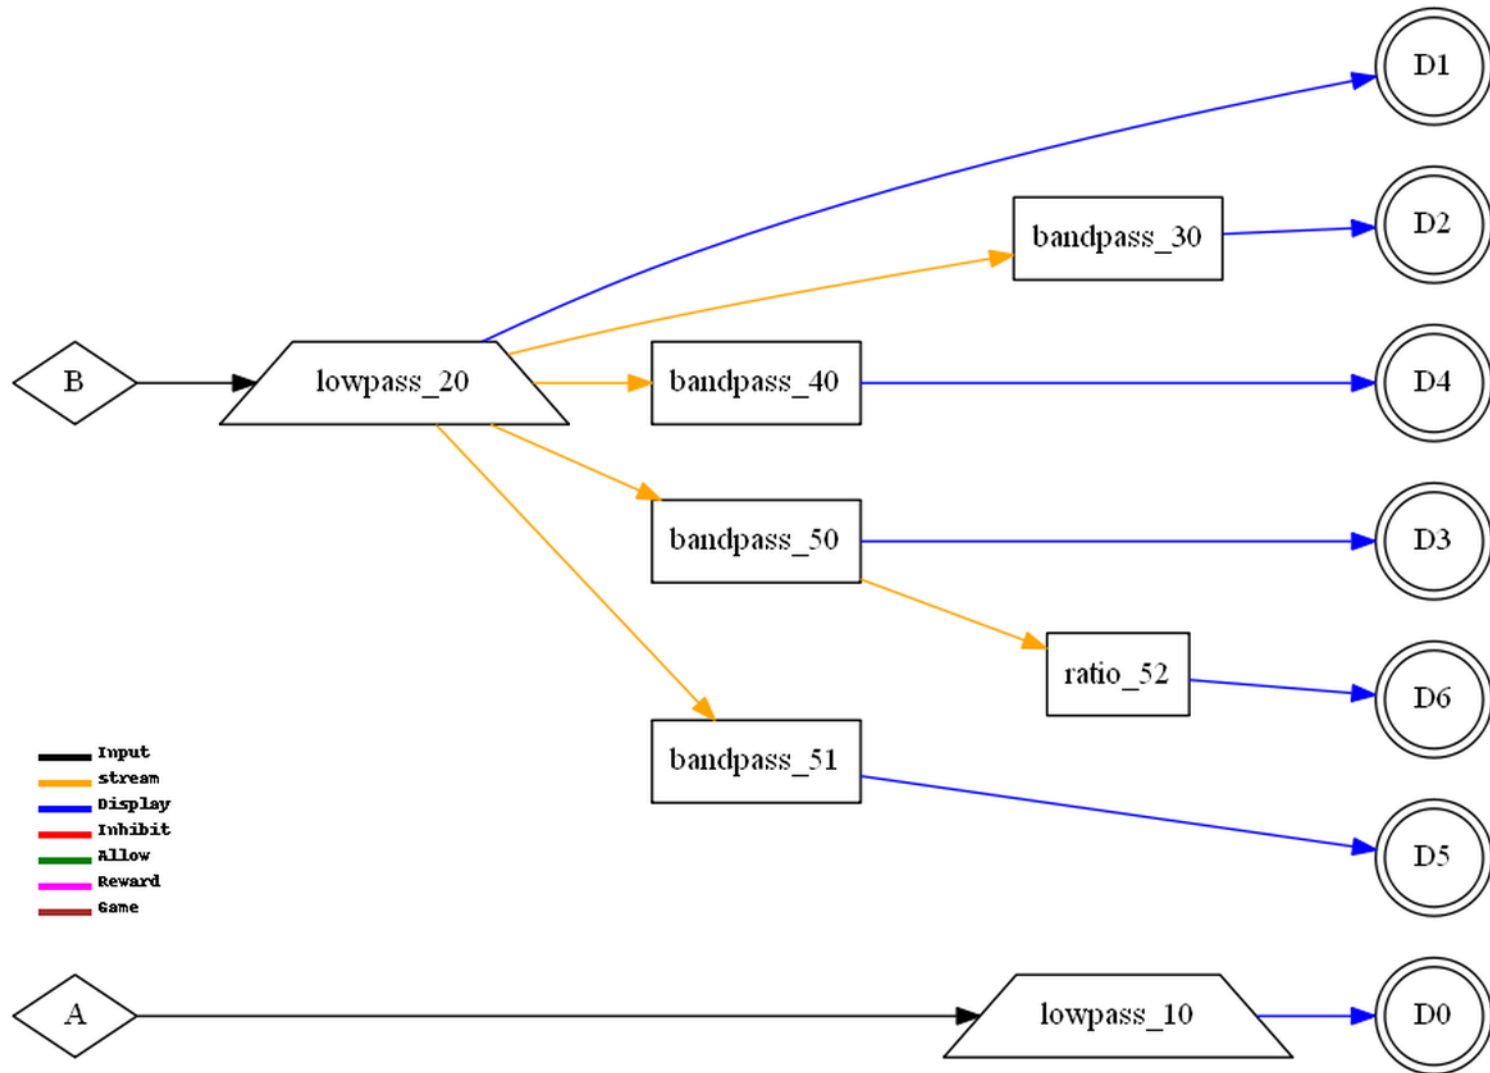 D1
bandpass_30
D2
B
lowpass_20
bandpass_40
D4
bandpass_50
D3
ratio_52
D6
bandpass_51
D5
Input
stream
Display
Inhibit
Allow
Reward
Game
A
lowpass_10
D0